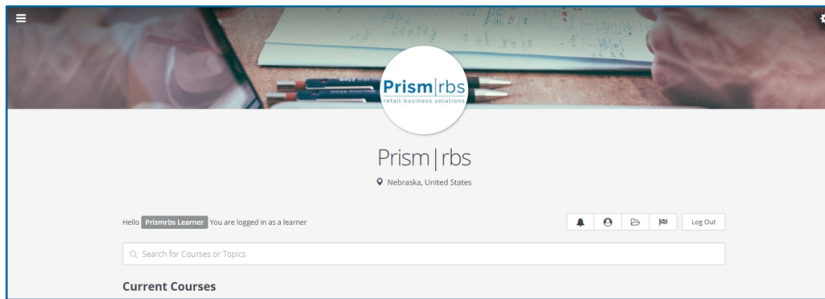 Prism|rbs
retail business solutions
Prism|rbs
Nebraska, United States
Hello Prismrbs Learner You are logged in as a learner
Log Out
Search for Courses or Topics
Current Courses